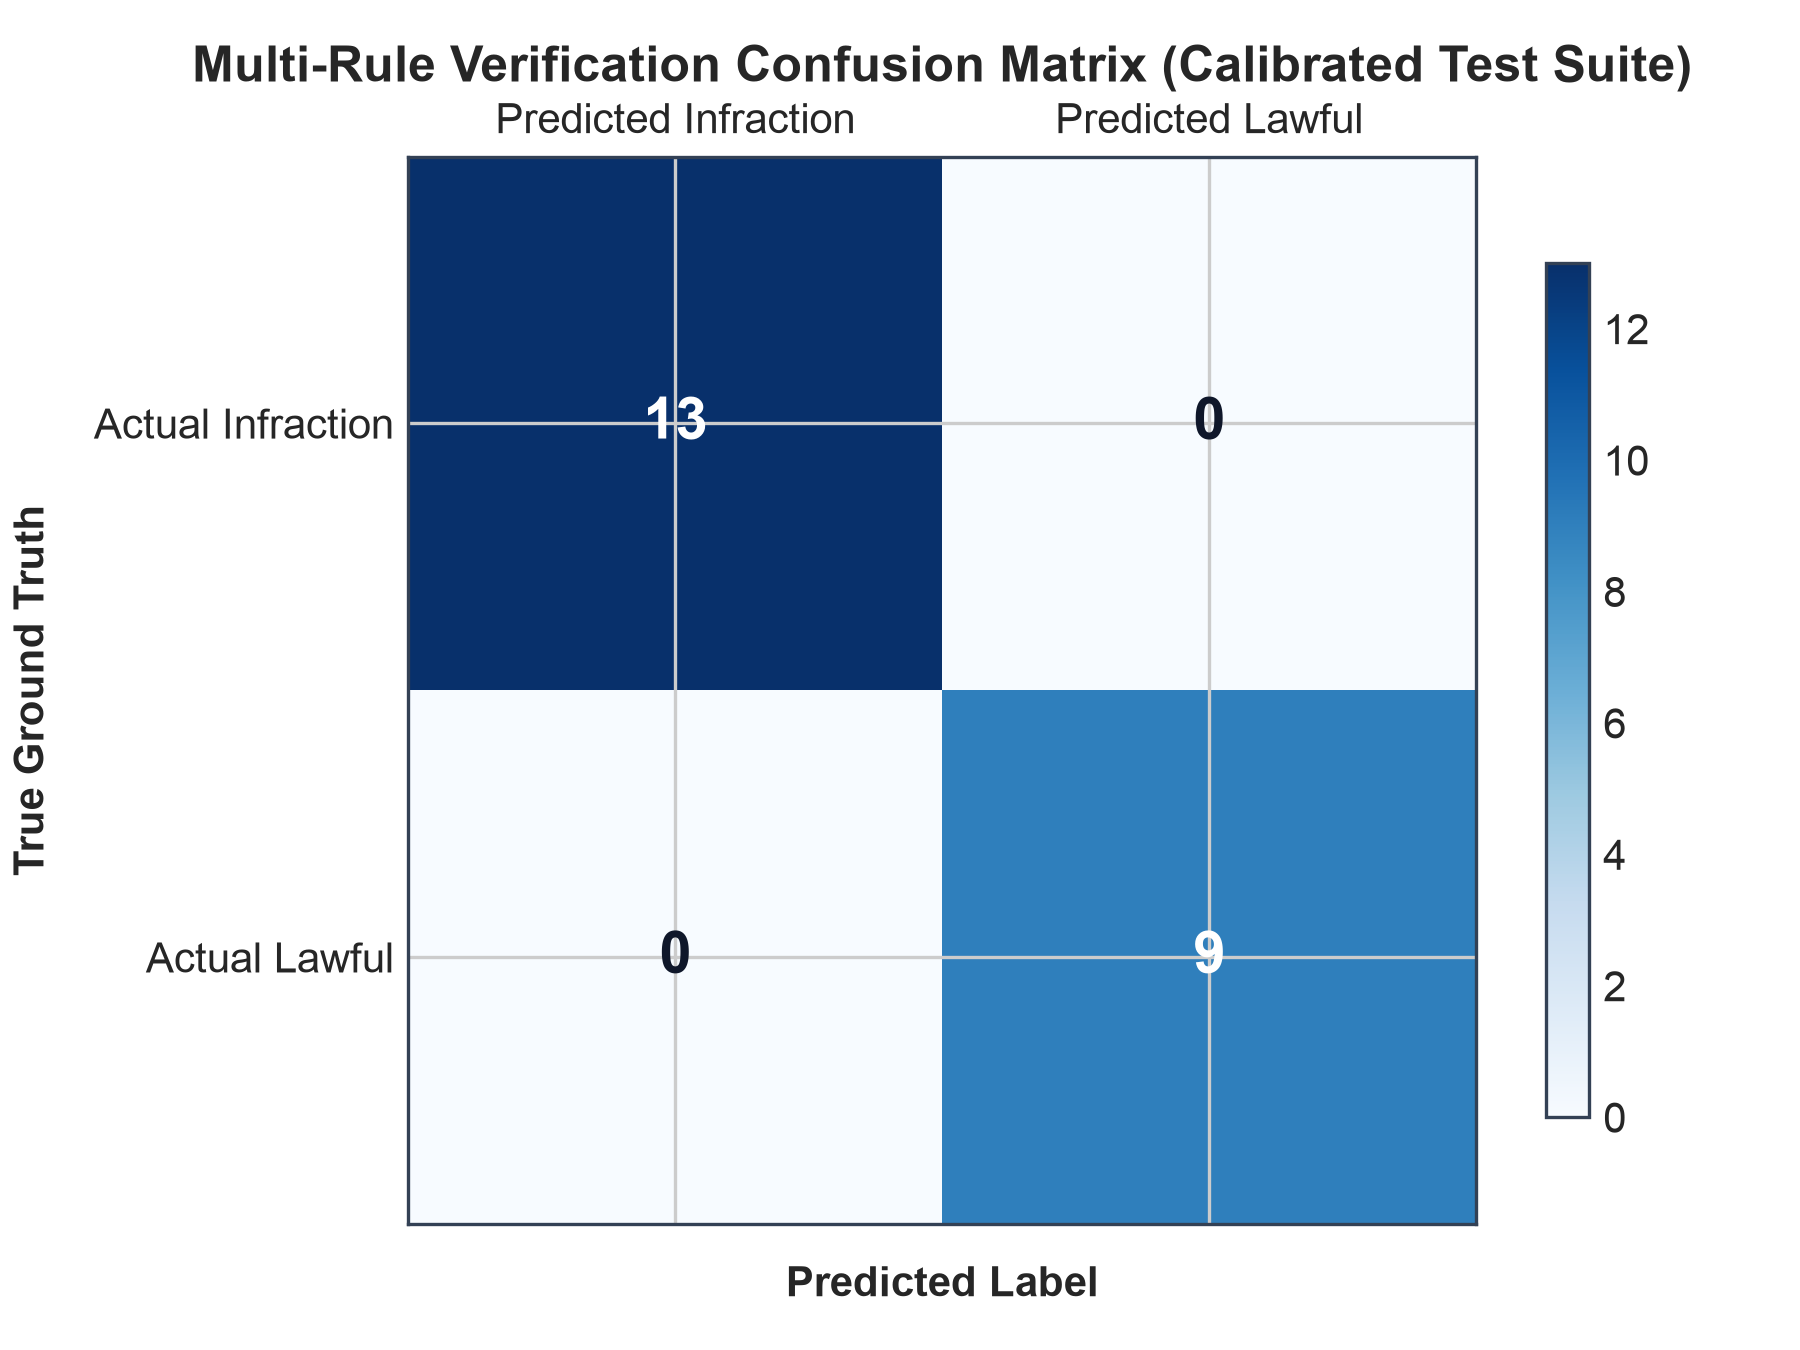 Multi-Rule Verification Confusion Matrix (Calibrated Test Suite)
Predicted Infraction
Predicted Lawful
True Ground Truth
Actual Infraction
13
0
Actual Lawful
0
9
12
10
8
6
4
2
0
Predicted Label